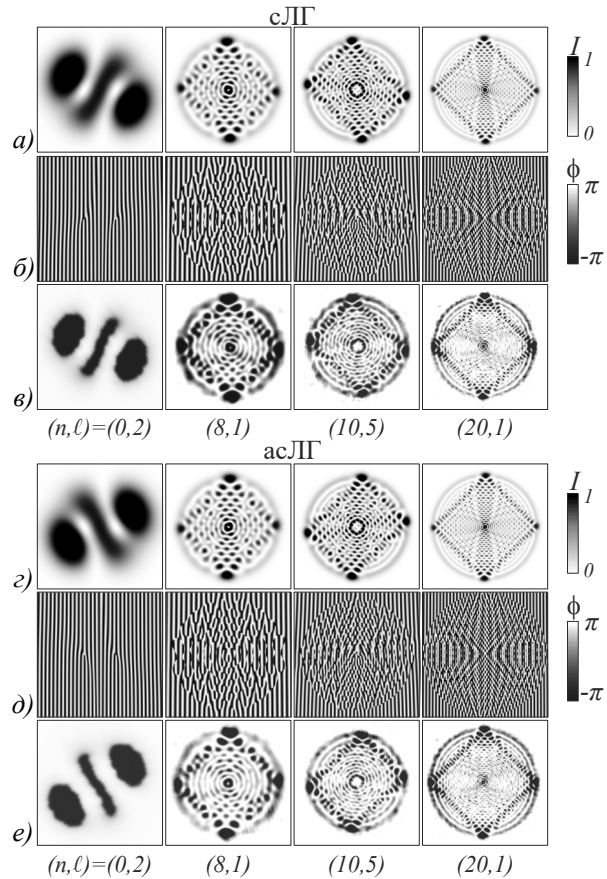 сЛГ
а)
I
1
0
б)
ϕ
π
-π
в)
(n,ℓ)=(0,2) (8,1) (10,5) (20,1)
асЛГ
г)
I
1
0
д)
ϕ
π
-π
е)
(n,ℓ)=(0,2) (8,1) (10,5) (20,1)